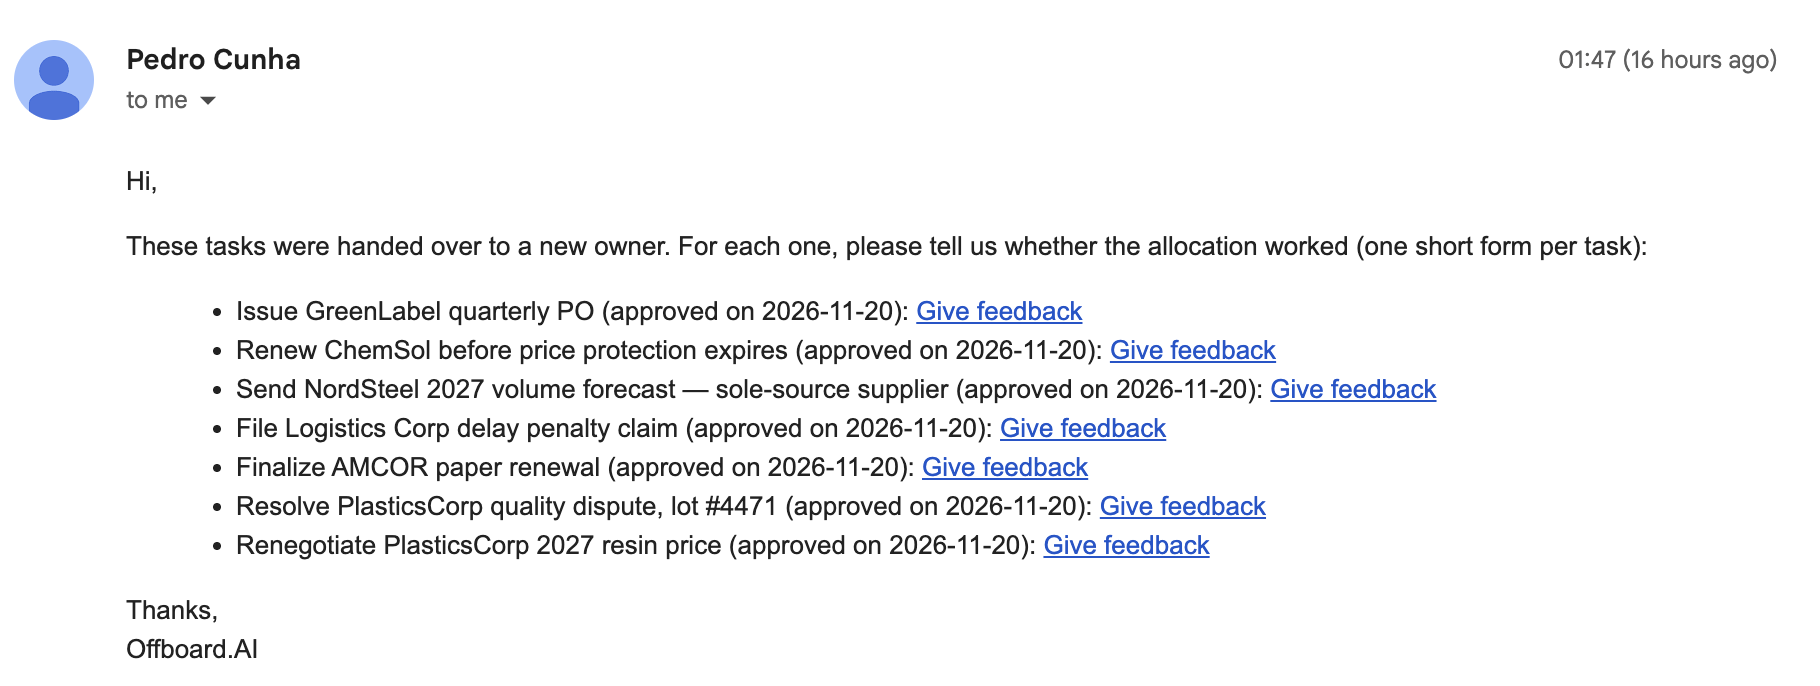 Pedro Cunha
01:47 (16 hours ago)
to me
Hi,
These tasks were handed over to a new owner. For each one, please tell us whether the allocation worked (one short form per task):
• Issue GreenLabel quarterly PO (approved on 2026-11-20): Give feedback
• Renew ChemSol before price protection expires (approved on 2026-11-20): Give feedback
• Send NordSteel 2027 volume forecast — sole-source supplier (approved on 2026-11-20): Give feedback
• File Logistics Corp delay penalty claim (approved on 2026-11-20): Give feedback
• Finalize AMCOR paper renewal (approved on 2026-11-20): Give feedback
• Resolve PlasticsCorp quality dispute, lot #4471 (approved on 2026-11-20): Give feedback
• Renegotiate PlasticsCorp 2027 resin price (approved on 2026-11-20): Give feedback
Thanks,
Offboard.AI